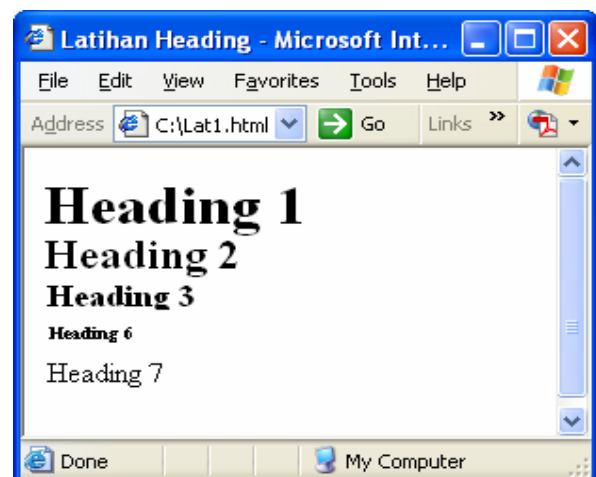 Latihan Heading - Microsoft Int...
File Edit View Favorites Tools Help
Address C:\Lat1.html Go Links »
Heading 1
Heading 2
Heading 3
Heading 6
Heading 7
Done My Computer